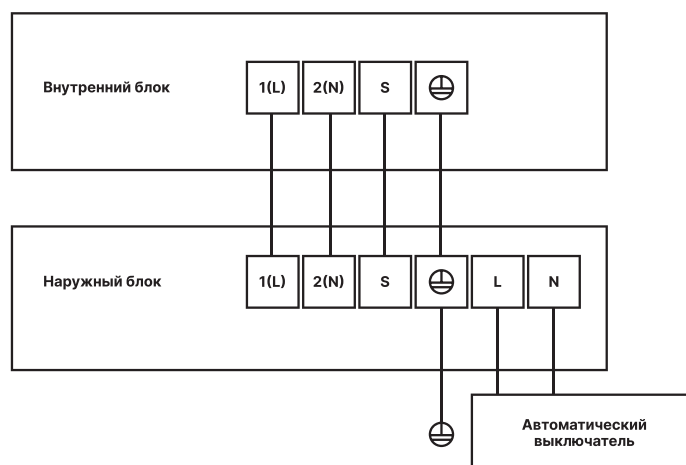 Внутренний блок
1(L) 2(N) S
Наружный блок
1(L) 2(N) S L N
Автоматический
выключатель